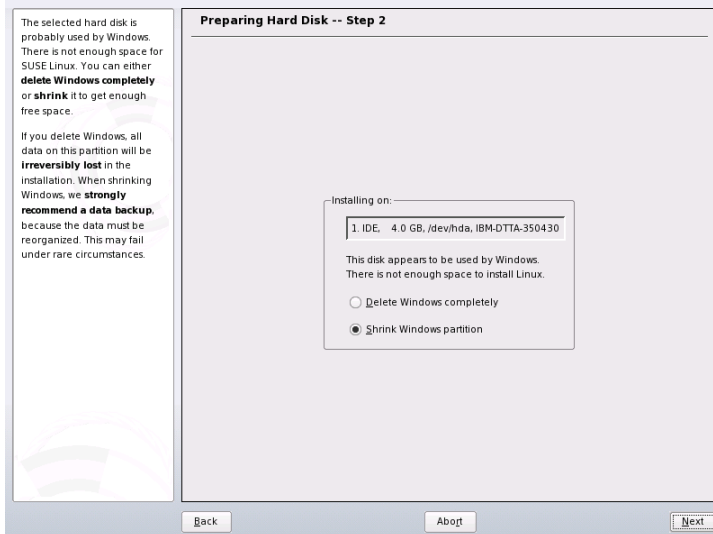 The selected hard disk is
probably used by Windows.
There is not enough space for
SUSE Linux. You can either
delete Windows completely
or shrink it to get enough
free space.
If you delete Windows, all
data on this partition will be
irreversibly lost in the
installation. When shrinking
Windows, we strongly
recommend a data backup,
because the data must be
reorganized. This may fail
under rare circumstances.
Preparing Hard Disk -- Step 2
Installing on:
1. IDE, 4.0 GB, /dev/hda, IBM-DTTA-350430
This disk appears to be used by Windows.
There is not enough space to install Linux.
Delete Windows completely
Shrink Windows partition
Back
Abort
Next